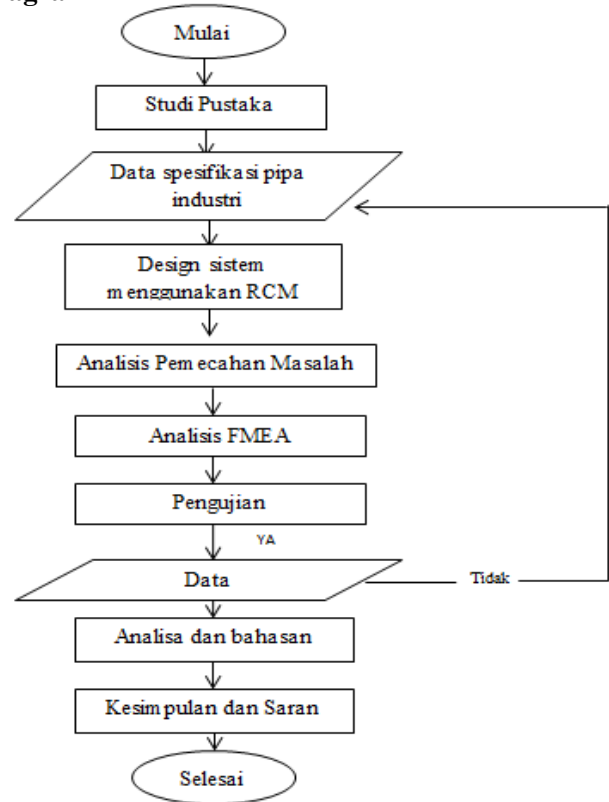 Mulai
Studi Pustaka
Data spesifikasi pipa
industri
Design sistem
menggunakan RCM
Analisis Pemecahan Masalah
Analisis FMEA
Pengujian
YA
Data
Tidak
Analisa dan bahasan
Kesimpulan dan Saran
Selesai